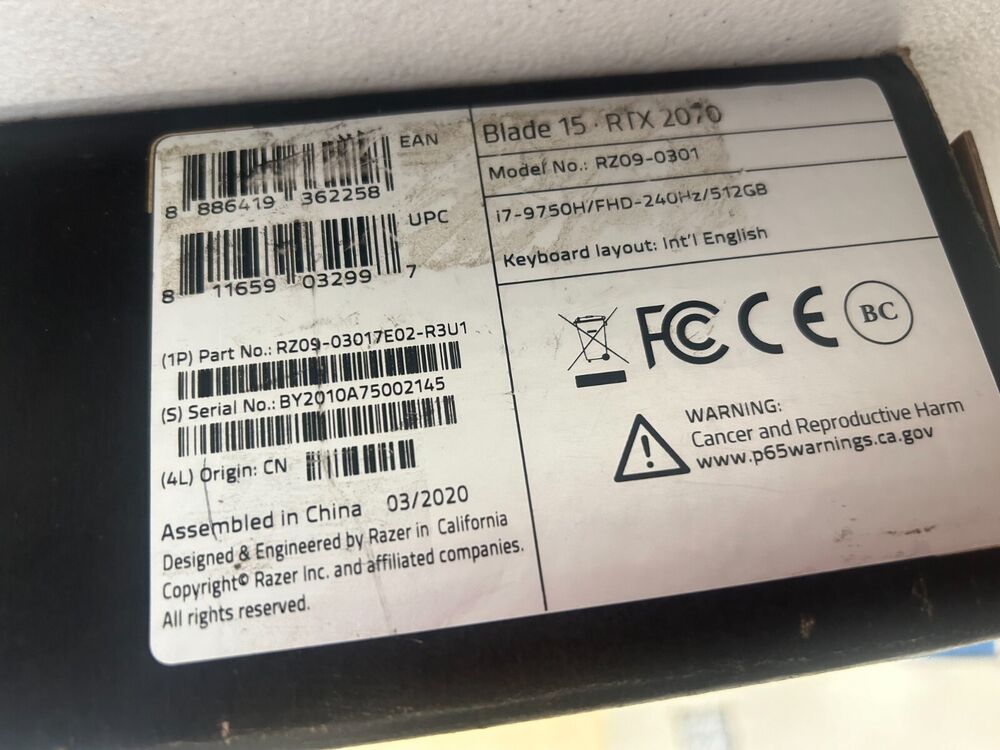 EAN
8 886419 362258
UPC
8 11659 03299 7
(1P) Part No.: RZ09-03017E02-R3U1
(S) Serial No.: BY2010A75002145
(4L) Origin: CN
Assembled in China 03/2020
Designed & Engineered by Razer in California
Copyright© Razer Inc. and affiliated companies.
All rights reserved.
Blade 15 · RTX 2070
Model No.: RZ09-0301
i7-9750H/FHD-240Hz/512GB
Keyboard layout: Int'l English
FCC CE BC
WARNING:
Cancer and Reproductive Harm
www.p65warnings.ca.gov